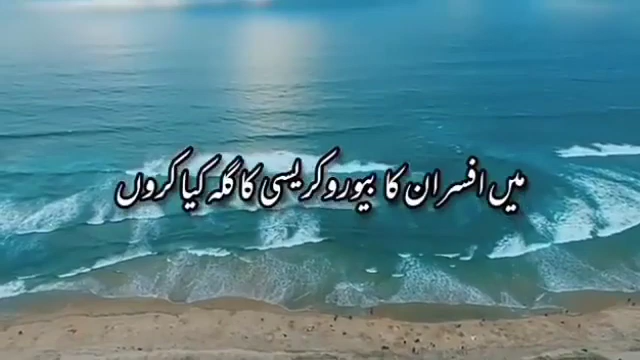 میں افسران کا بیوروکریسی کا گلہ کیا کروں